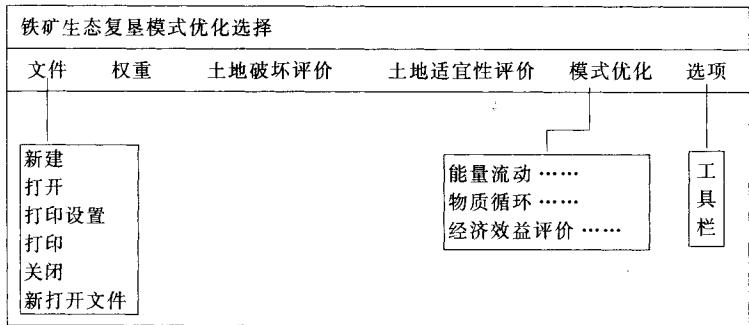 铁矿生态复垦模式优化选择
文件 权重 土地破坏评价 土地适宜性评价 模式优化 选项
新建
打开
打印设置
打印
关闭
新打开文件
能量流动……
物质循环……
经济效益评价……
工
具
栏